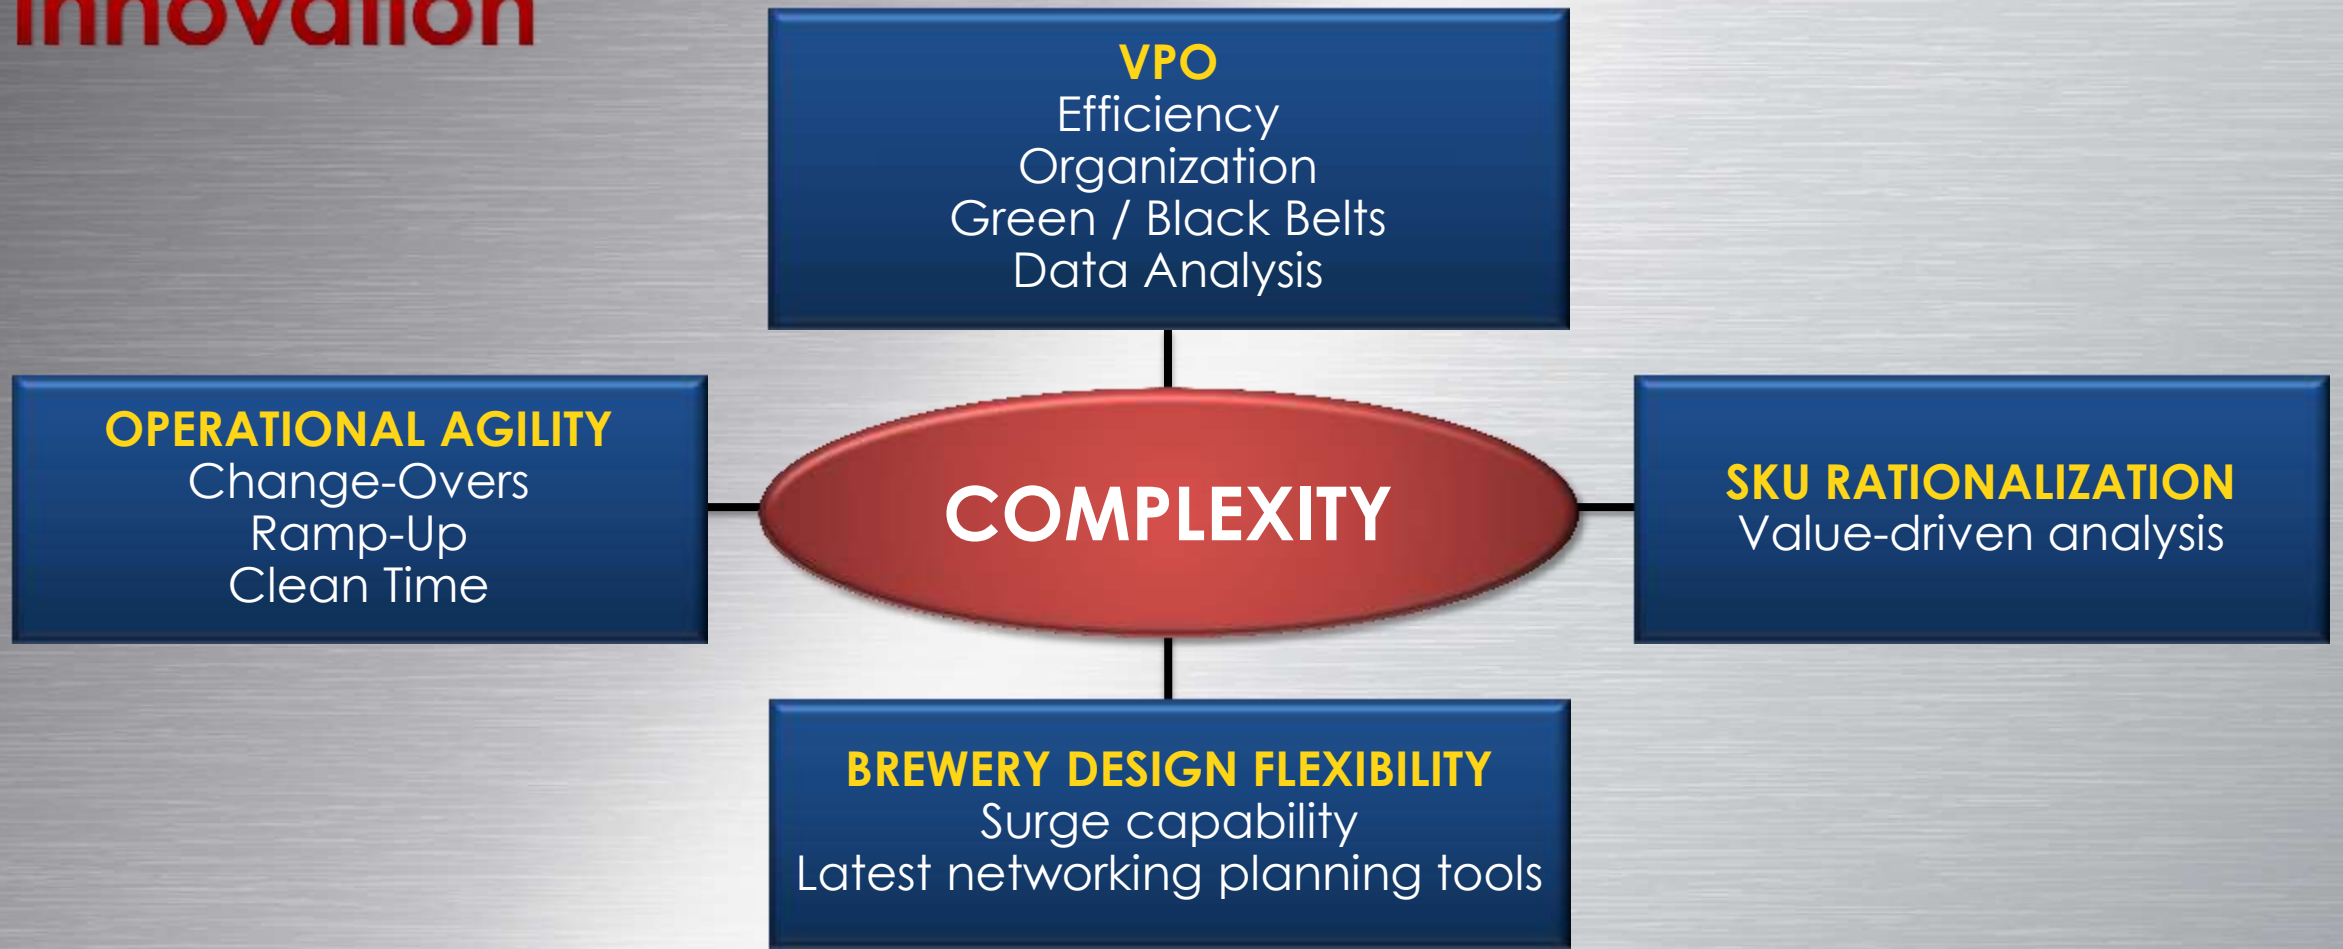 Innovation
VPO
Efficiency
Organization
Green / Black Belts
Data Analysis
OPERATIONAL AGILITY
Change-Overs
Ramp-Up
Clean Time
COMPLEXITY
SKU RATIONALIZATION
Value-driven analysis
BREWERY DESIGN FLEXIBILITY
Surge capability
Latest networking planning tools